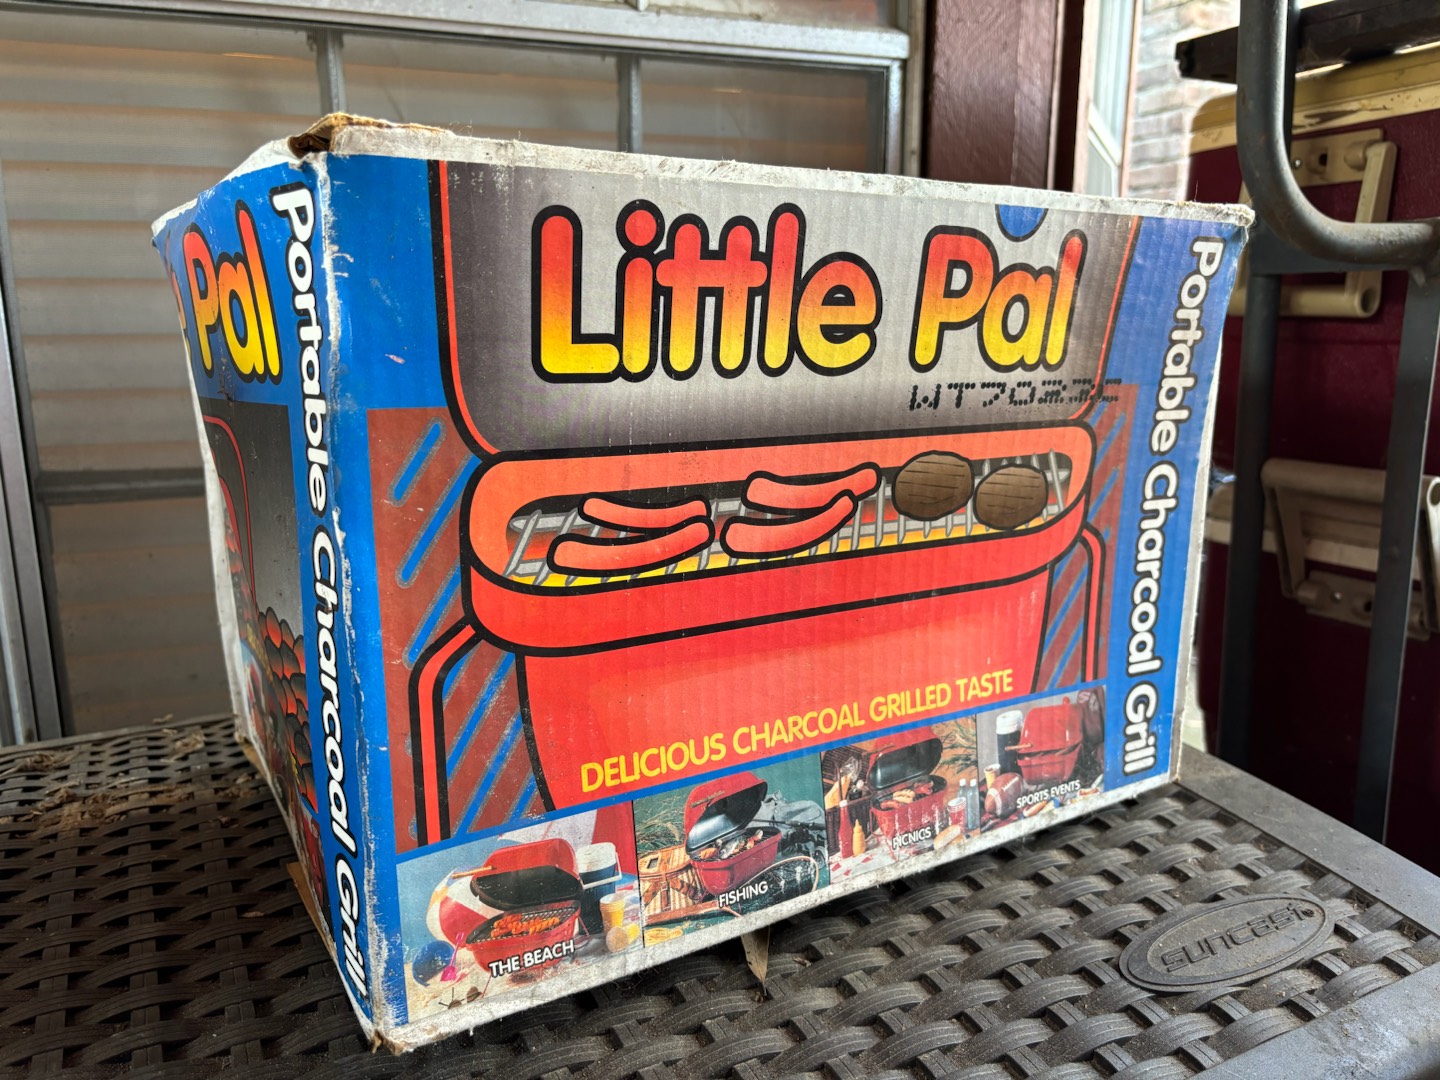 Little Pal
Pal
Portable Charcoal Grill
Portable Charcoal Grill
DELICIOUS CHARCOAL GRILLED TASTE
THE BEACH
FISHING
PICNICS
SPORTS EVENTS
SUNCAST